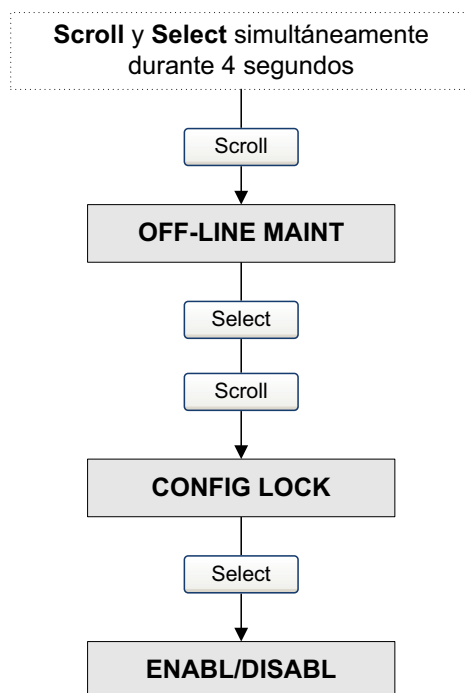 Scroll y Select simultáneamente
durante 4 segundos
Scroll
OFF-LINE MAINT
Select
Scroll
CONFIG LOCK
Select
ENABL/DISABL